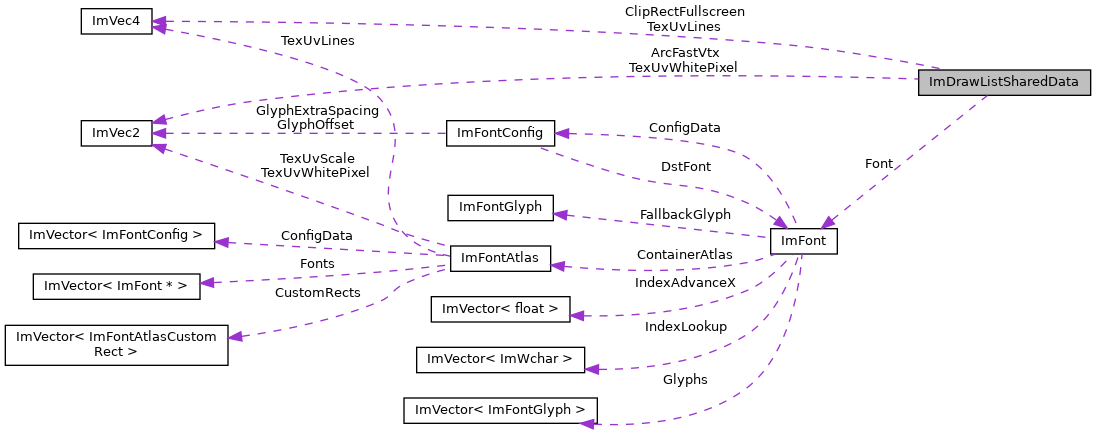 ImVec4
ClipRectFullscreen
TexUvLines
TexUvLines
ArcFastVtx
TexUvWhitePixel
ImDrawListSharedData
ImVec2
GlyphExtraSpacing
GlyphOffset
ImFontConfig
ConfigData
TexUvScale
TexUvWhitePixel
DstFont
Font
ImFontGlyph
FallbackGlyph
ImVector< ImFontConfig >
ConfigData
ImFontAtlas
ContainerAtlas
ImFont
Fonts
ImVector< ImFont * >
CustomRects
IndexAdvanceX
ImVector< float >
ImVector< ImFontAtlasCustom
Rect >
IndexLookup
ImVector< ImWchar >
Glyphs
ImVector< ImFontGlyph >